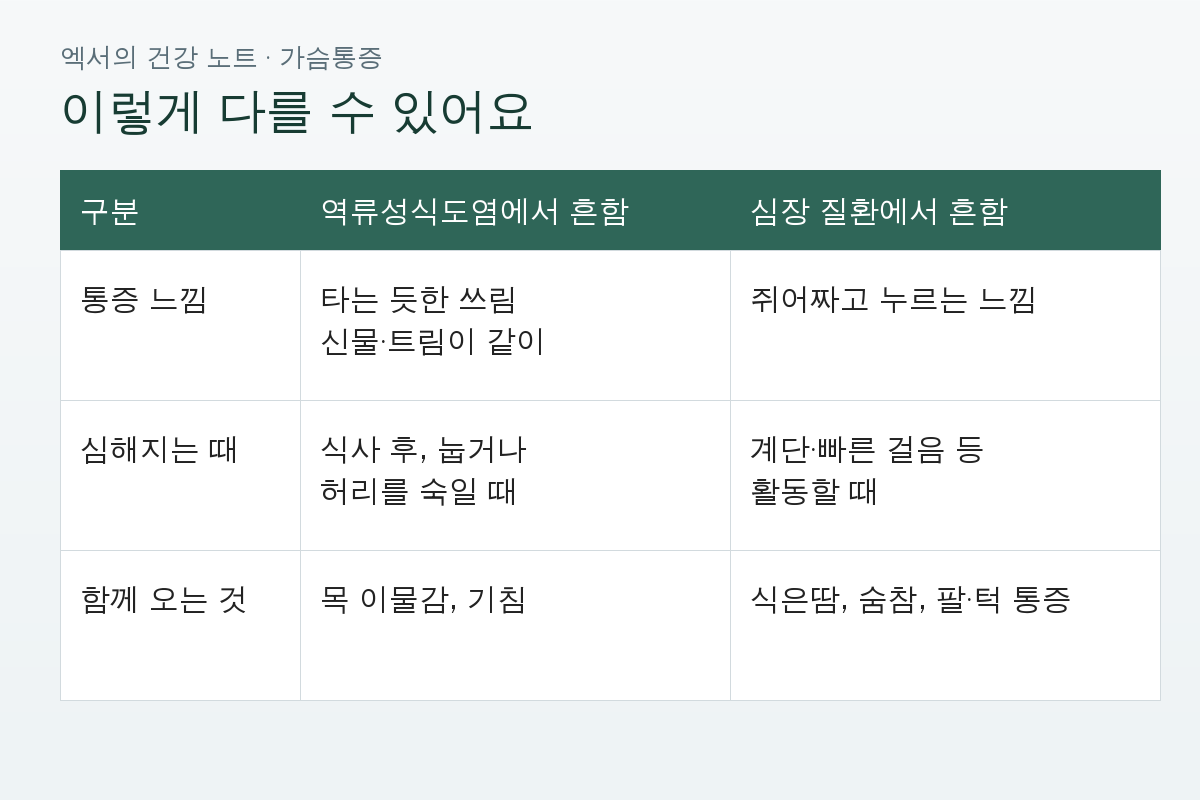 엑서의 건강 노트 · 가슴통증
이렇게 다를 수 있어요
구분
역류성식도염에서 흔함
심장 질환에서 흔함
통증 느낌
타는 듯한 쓰림
신물·트림이 같이
쥐어짜고 누르는 느낌
심해지는 때
식사 후, 눕거나
허리를 숙일 때
계단·빠른 걸음 등
활동할 때
함께 오는 것
목 이물감, 기침
식은땀, 숨참, 팔·턱 통증